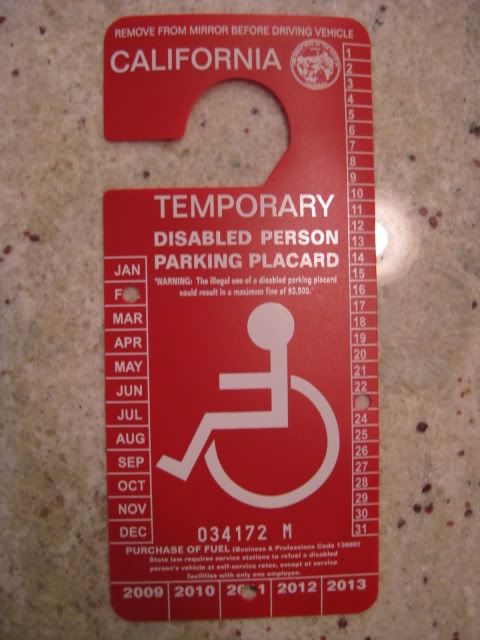 REMOVE FROM MIRROR BEFORE DRIVING VEHICLE
CALIFORNIA
TEMPORARY
DISABLED PERSON
PARKING PLACARD
"WARNING: The illegal use of a disabled parking placard
could result in a maximum fine of $3,500."
JAN
F
MAR
APR
MAY
JUN
JUL
AUG
SEP
OCT
NOV
DEC
1
2
3
4
5
6
7
8
9
10
11
12
13
14
15
16
17
18
19
20
21
22
24
25
26
27
28
29
30
31
034172 M
PURCHASE OF FUEL (Business & Professions Code 13660)
State law requires service stations to refuel a disabled
person's vehicle at self-service rates, except at service
facilities with only one employee.
2009 2010 2011 2012 2013